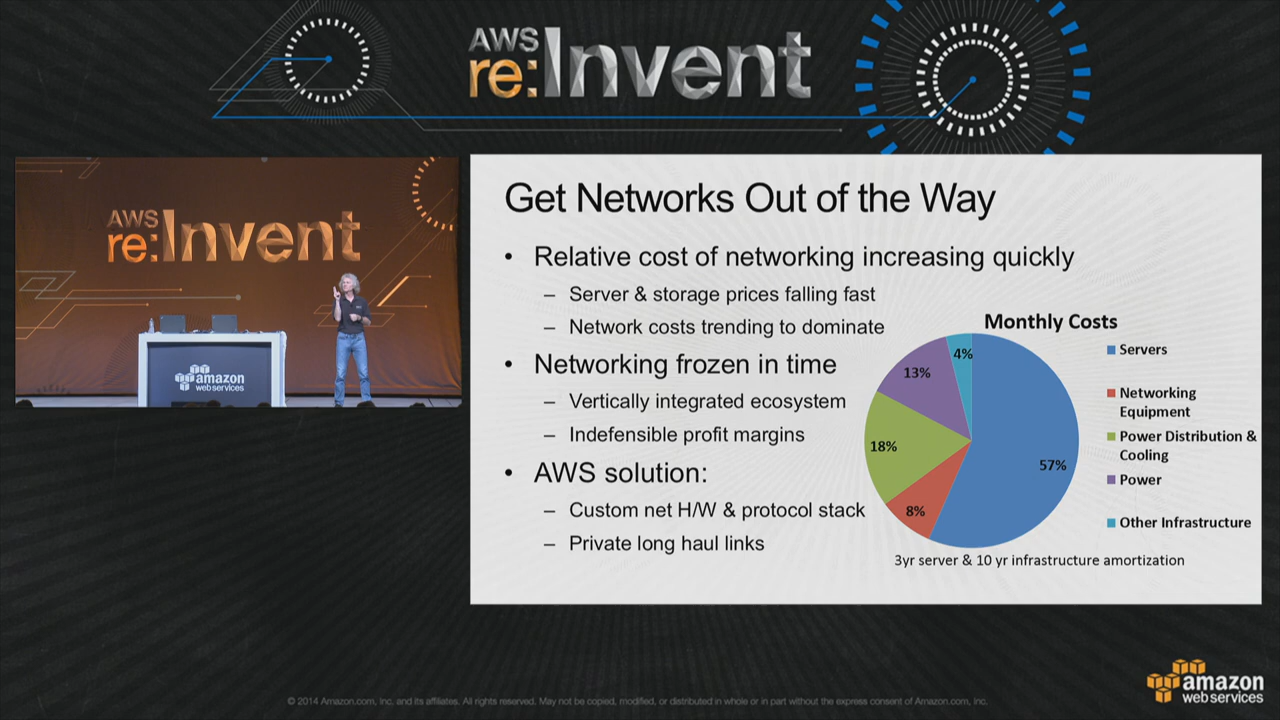 AWS
re:Invent
AWS
re:Invent
amazon
webservices
Get Networks Out of the Way
• Relative cost of networking increasing quickly
– Server & storage prices falling fast
– Network costs trending to dominate
• Networking frozen in time
– Vertically integrated ecosystem
– Indefensible profit margins
• AWS solution:
– Custom net H/W & protocol stack
– Private long haul links
Monthly Costs
4%
13%
18%
8%
57%
Servers
Networking
Equipment
Power Distribution &
Cooling
Power
Other Infrastructure
3yr server & 10 yr infrastructure amortization
amazon
webservices
© 2014 Amazon.com, Inc. and its affiliates. All rights reserved. May not be copied, modified, or distributed in whole or in part without the express consent of Amazon.com, Inc.